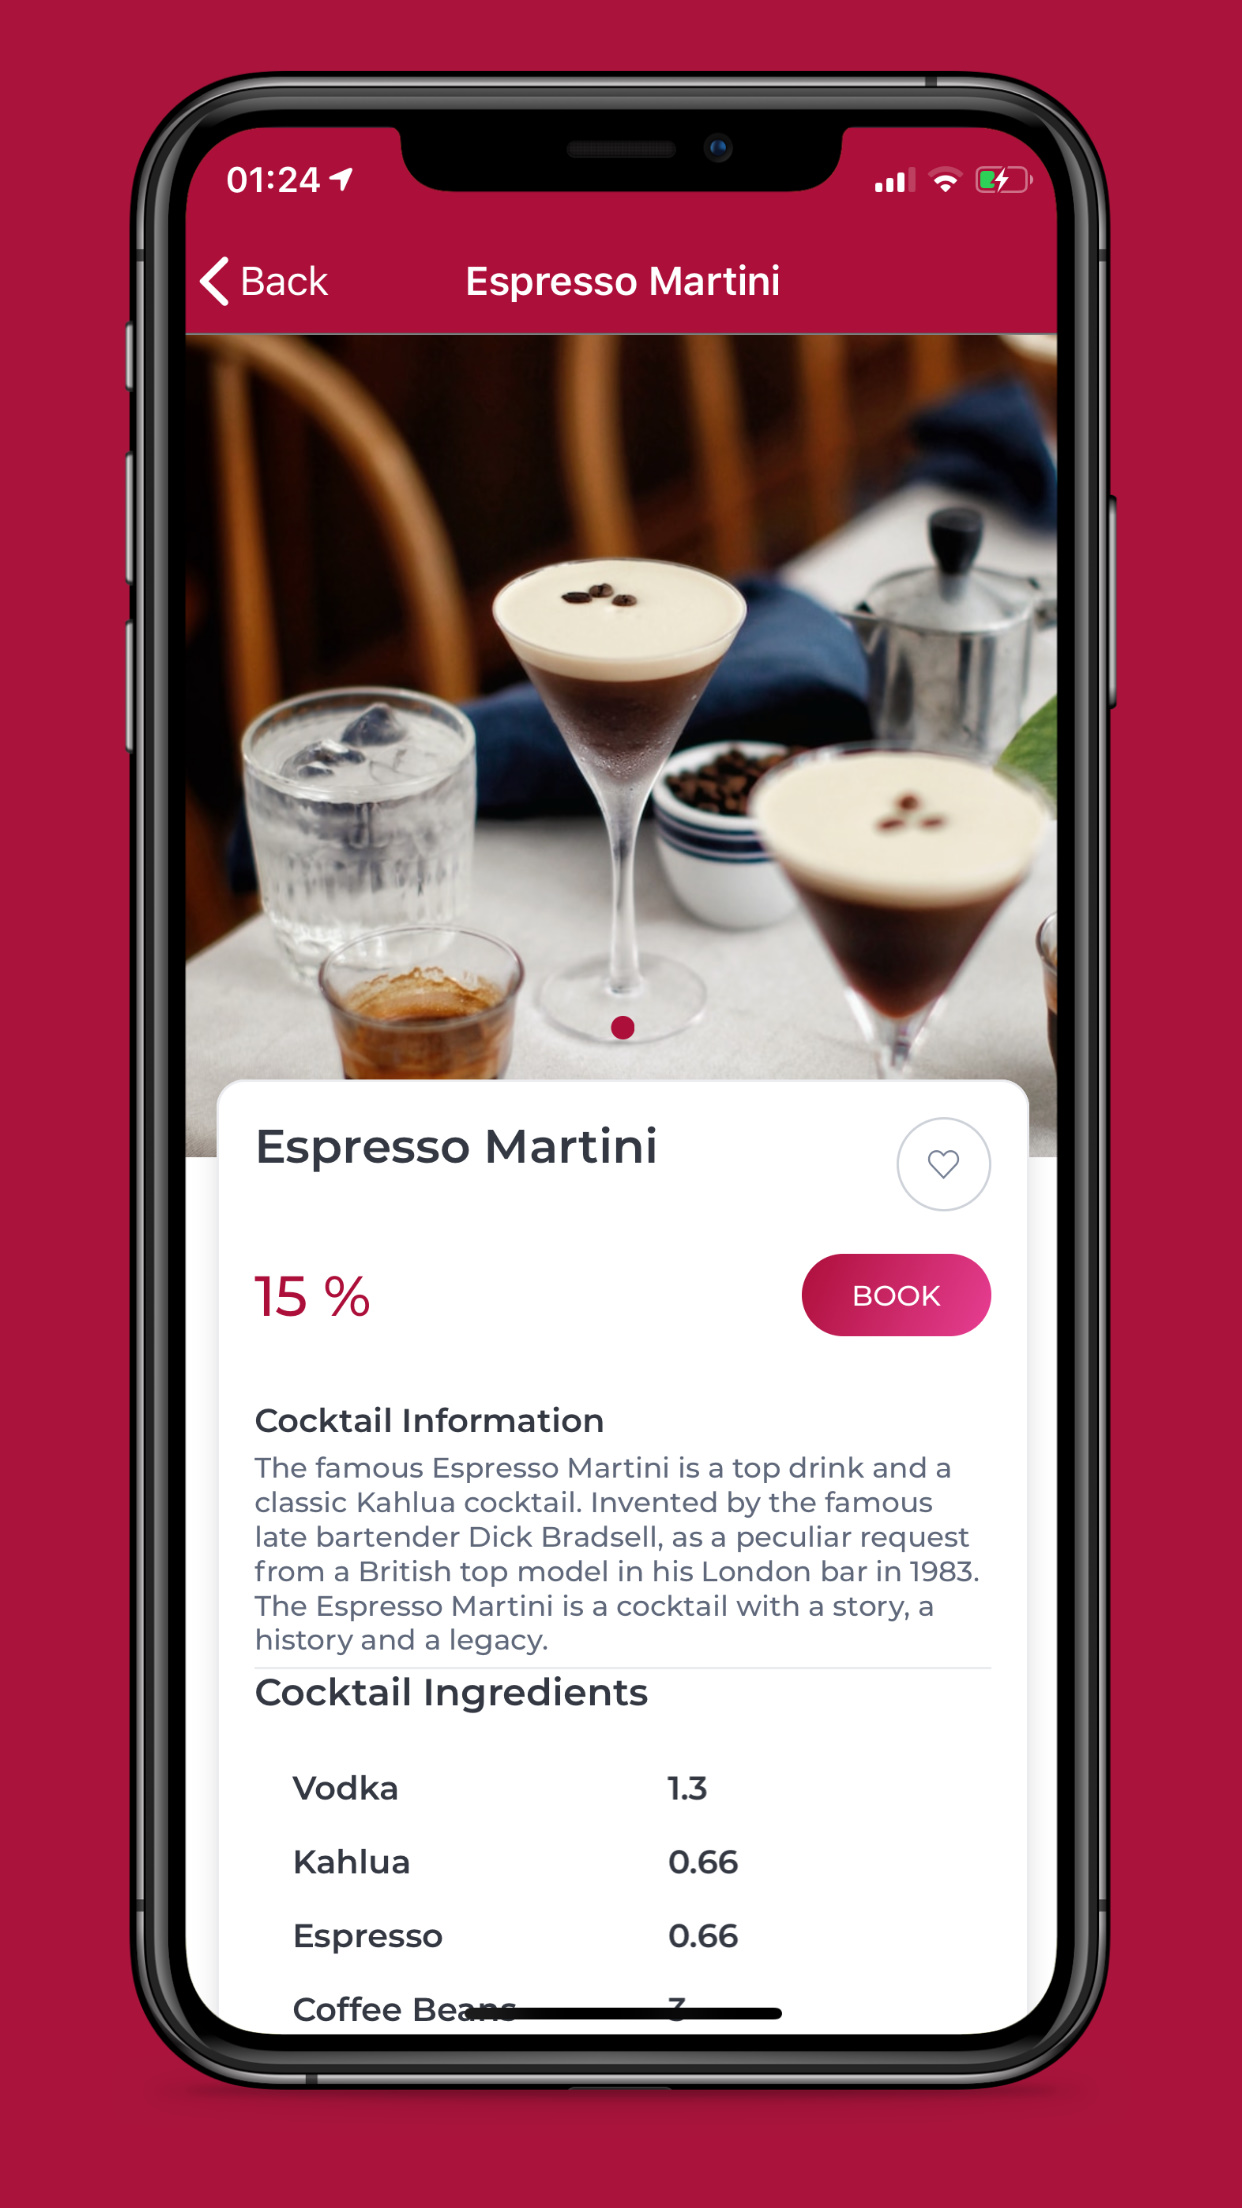 01:24
Back
Espresso Martini
Espresso Martini
15 %
BOOK
Cocktail Information
The famous Espresso Martini is a top drink and a
classic Kahlua cocktail. Invented by the famous
late bartender Dick Bradsell, as a peculiar request
from a British top model in his London bar in 1983.
The Espresso Martini is a cocktail with a story, a
history and a legacy.
Cocktail Ingredients
Vodka 1.3
Kahlua 0.66
Espresso 0.66
Coffee Beans 3